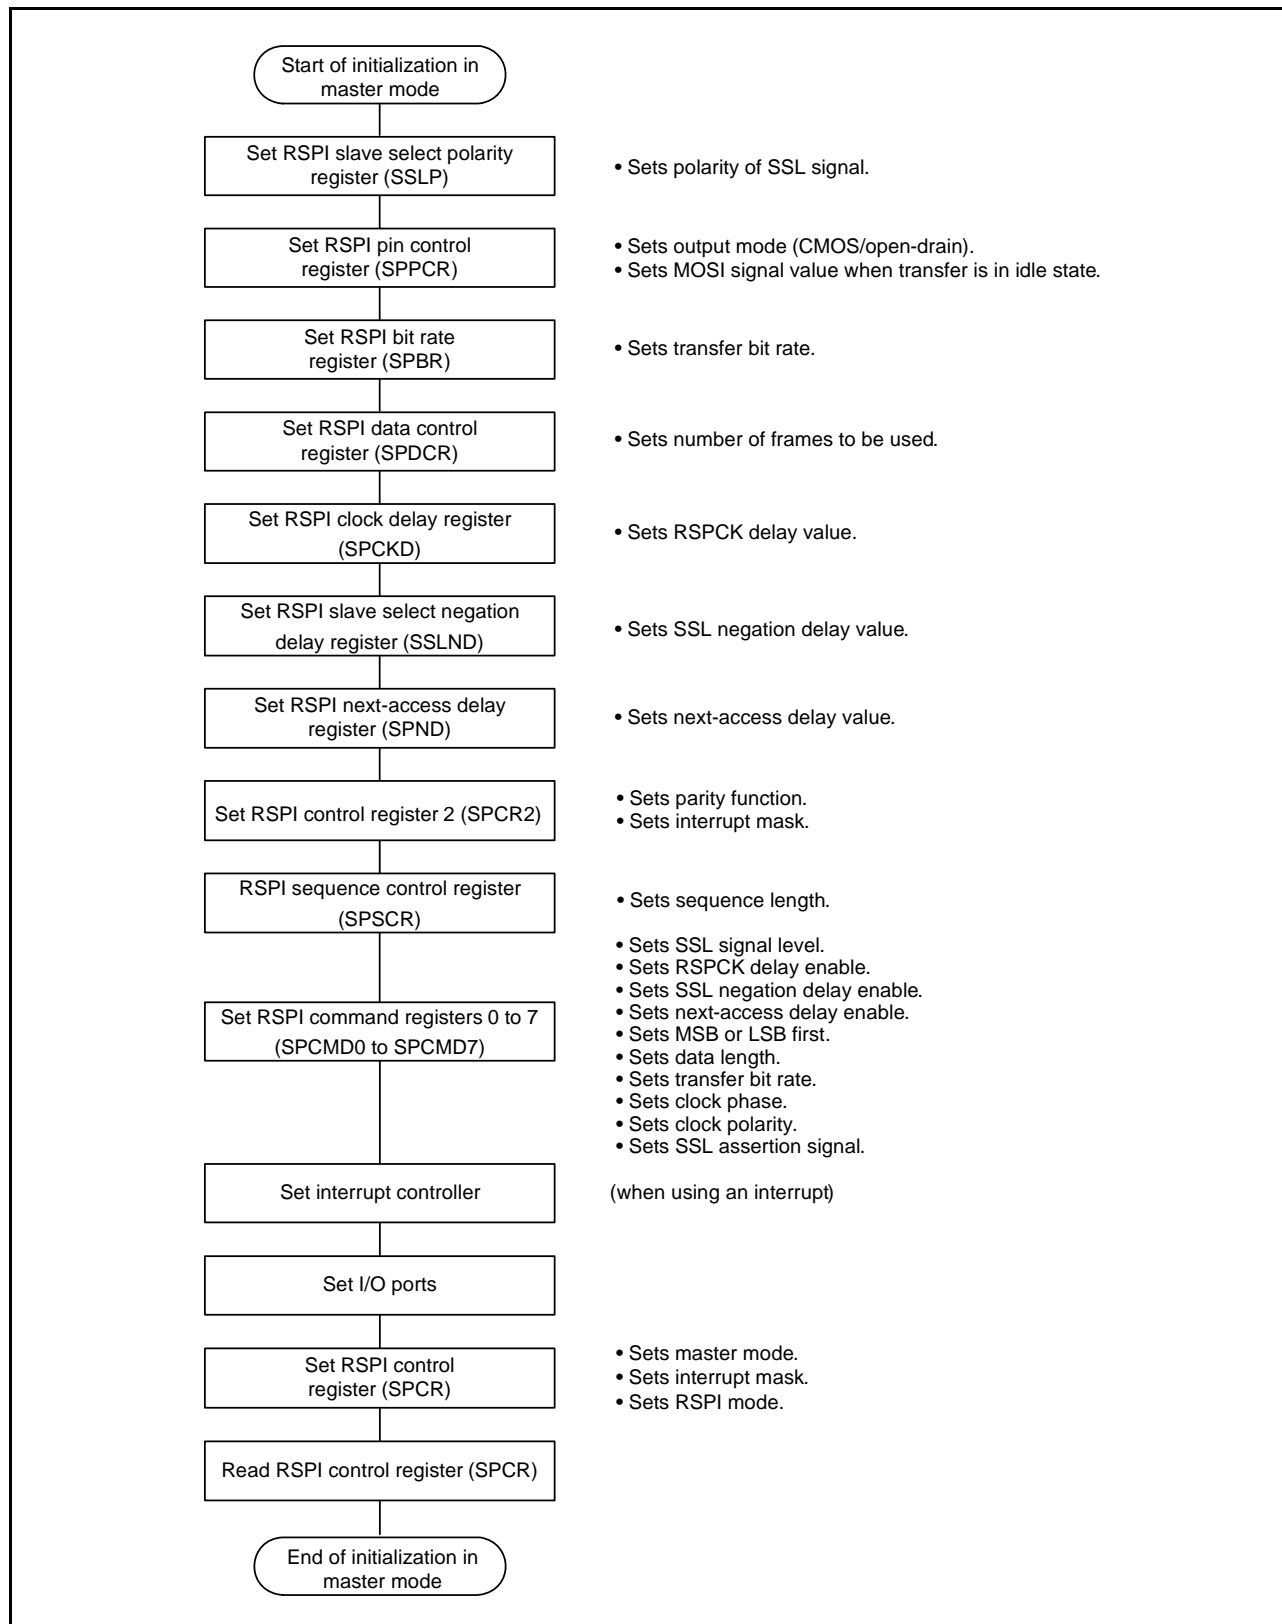 Start of initialization in
master mode
Set RSPI slave select polarity
register (SSLP)
• Sets polarity of SSL signal.
Set RSPI pin control
register (SPPCR)
• Sets output mode (CMOS/open-drain).
• Sets MOSI signal value when transfer is in idle state.
Set RSPI bit rate
register (SPBR)
• Sets transfer bit rate.
Set RSPI data control
register (SPDCR)
• Sets number of frames to be used.
Set RSPI clock delay register
(SPCKD)
• Sets RSPCK delay value.
Set RSPI slave select negation
delay register (SSLND)
• Sets SSL negation delay value.
Set RSPI next-access delay
register (SPND)
• Sets next-access delay value.
Set RSPI control register 2 (SPCR2)
• Sets parity function.
• Sets interrupt mask.
RSPI sequence control register
(SPSCR)
• Sets sequence length.
Set RSPI command registers 0 to 7
(SPCMD0 to SPCMD7)
• Sets SSL signal level.
• Sets RSPCK delay enable.
• Sets SSL negation delay enable.
• Sets next-access delay enable.
• Sets MSB or LSB first.
• Sets data length.
• Sets transfer bit rate.
• Sets clock phase.
• Sets clock polarity.
• Sets SSL assertion signal.
Set interrupt controller
(when using an interrupt)
Set I/O ports
Set RSPI control
register (SPCR)
• Sets master mode.
• Sets interrupt mask.
• Sets RSPI mode.
Read RSPI control register (SPCR)
End of initialization in
master mode